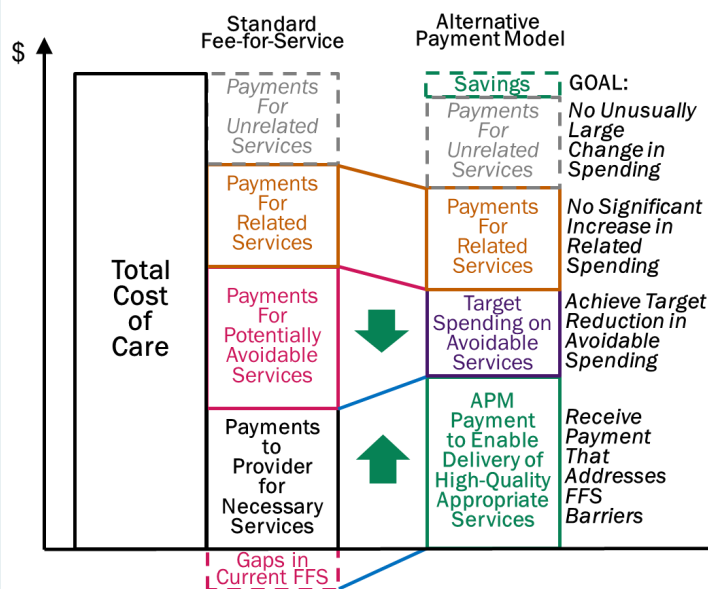 Standard
Fee-for-Service
Alternative
Payment Model
$
Total
Cost
of
Care
Payments
For
Unrelated
Services
Payments
For
Related
Services
Payments
For
Potentially
Avoidable
Services
Payments
to
Provider
for
Necessary
Services
Gaps in
Current FFS
Savings
Payments
For
Unrelated
Services
Payments
For
Related
Services
Target
Spending on
Avoidable
Services
APM
Payment
to Enable
Delivery of
High-Quality
Appropriate
Services
GOAL:
No Unusually
Large
Change in
Spending
No Significant
Increase in
Related
Spending
Achieve Target
Reduction in
Avoidable
Spending
Receive
Payment
That
Addresses
FFS
Barriers